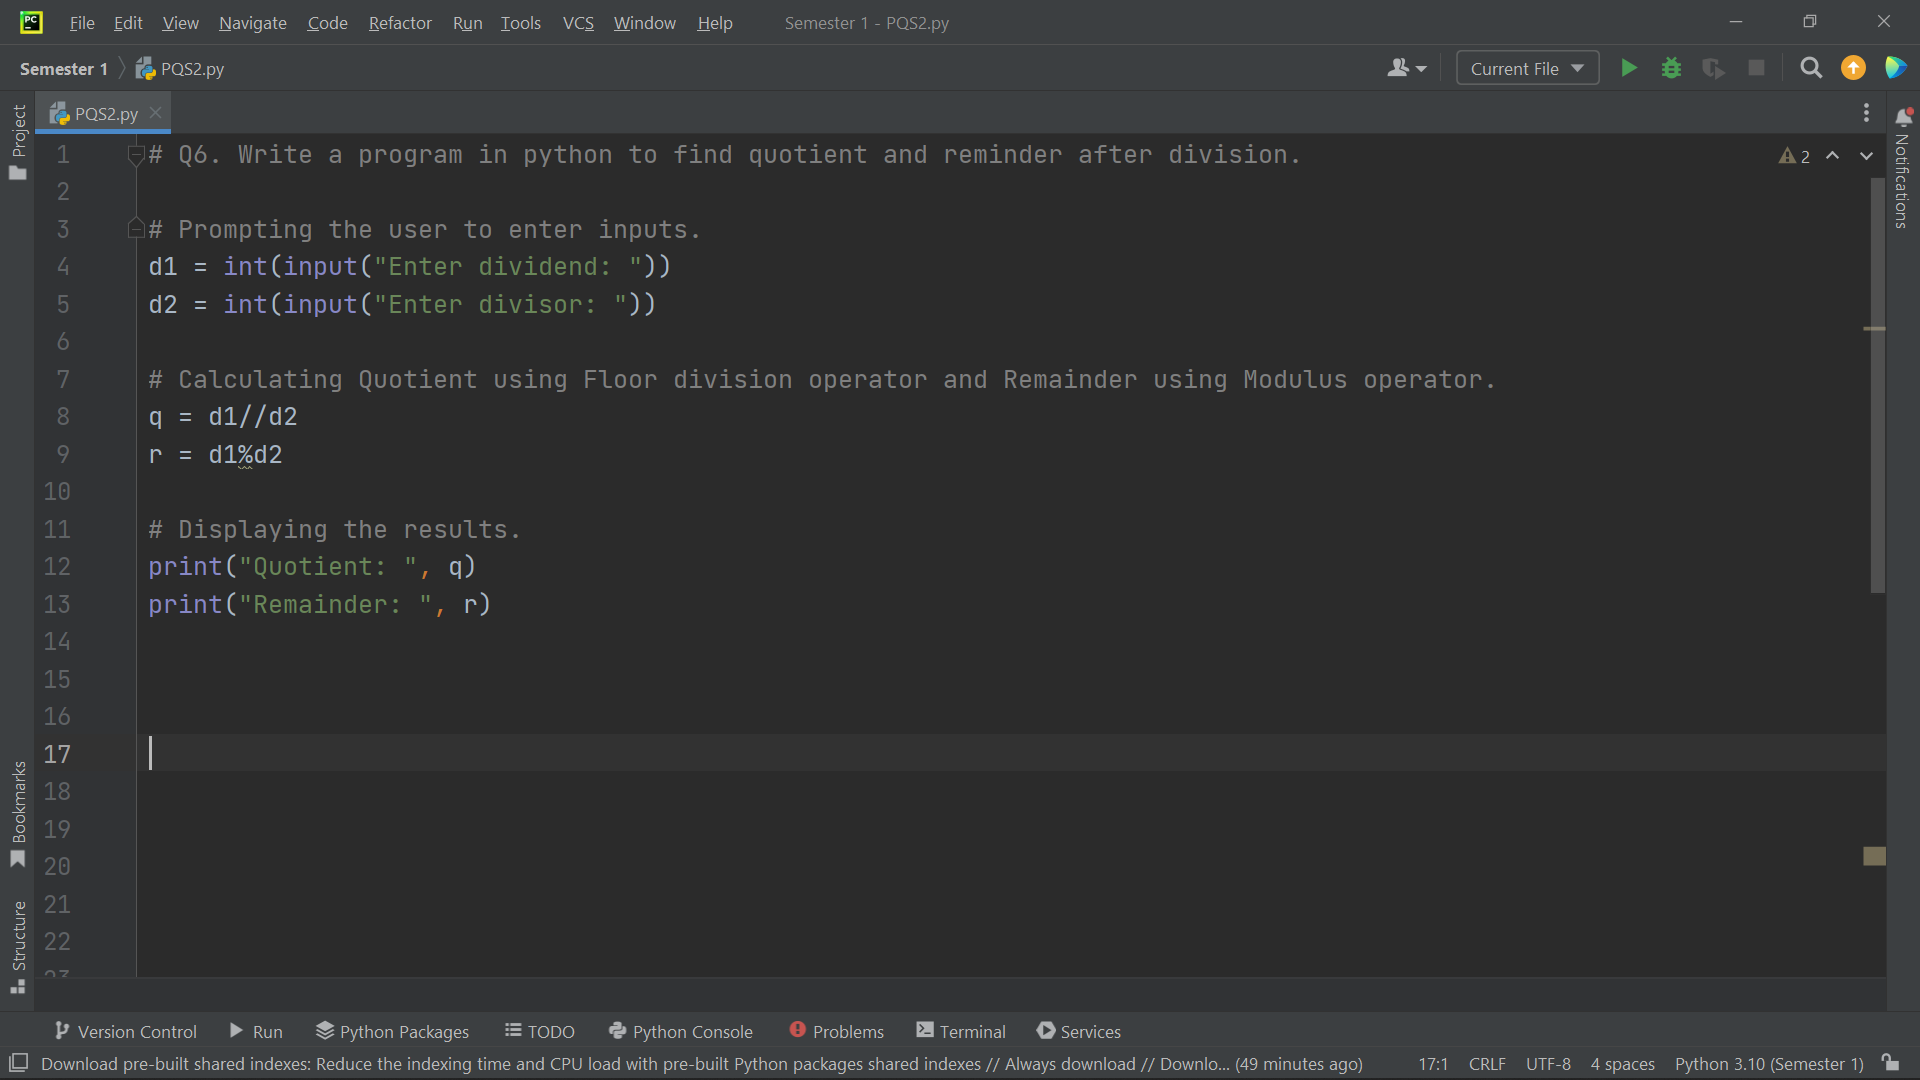 PC File Edit View Navigate Code Refactor Run Tools VCS Window Help Semester 1 - PQS2.py
Semester 1 PQS2.py Current File
PQS2.py
Project
Notifications
Bookmarks
Structure
2
1 # Q6. Write a program in python to find quotient and reminder after division.
2
3 # Prompting the user to enter inputs.
4 d1 = int(input("Enter dividend: "))
5 d2 = int(input("Enter divisor: "))
6
7 # Calculating Quotient using Floor division operator and Remainder using Modulus operator.
8 q = d1//d2
9 r = d1%d2
10
11 # Displaying the results.
12 print("Quotient: ", q)
13 print("Remainder: ", r)
14
15
16
17
18
19
20
21
22
23
Version Control Run Python Packages TODO Python Console Problems Terminal Services
Download pre-built shared indexes: Reduce the indexing time and CPU load with pre-built Python packages shared indexes // Always download // Downlo... (49 minutes ago) 17:1 CRLF UTF-8 4 spaces Python 3.10 (Semester 1)